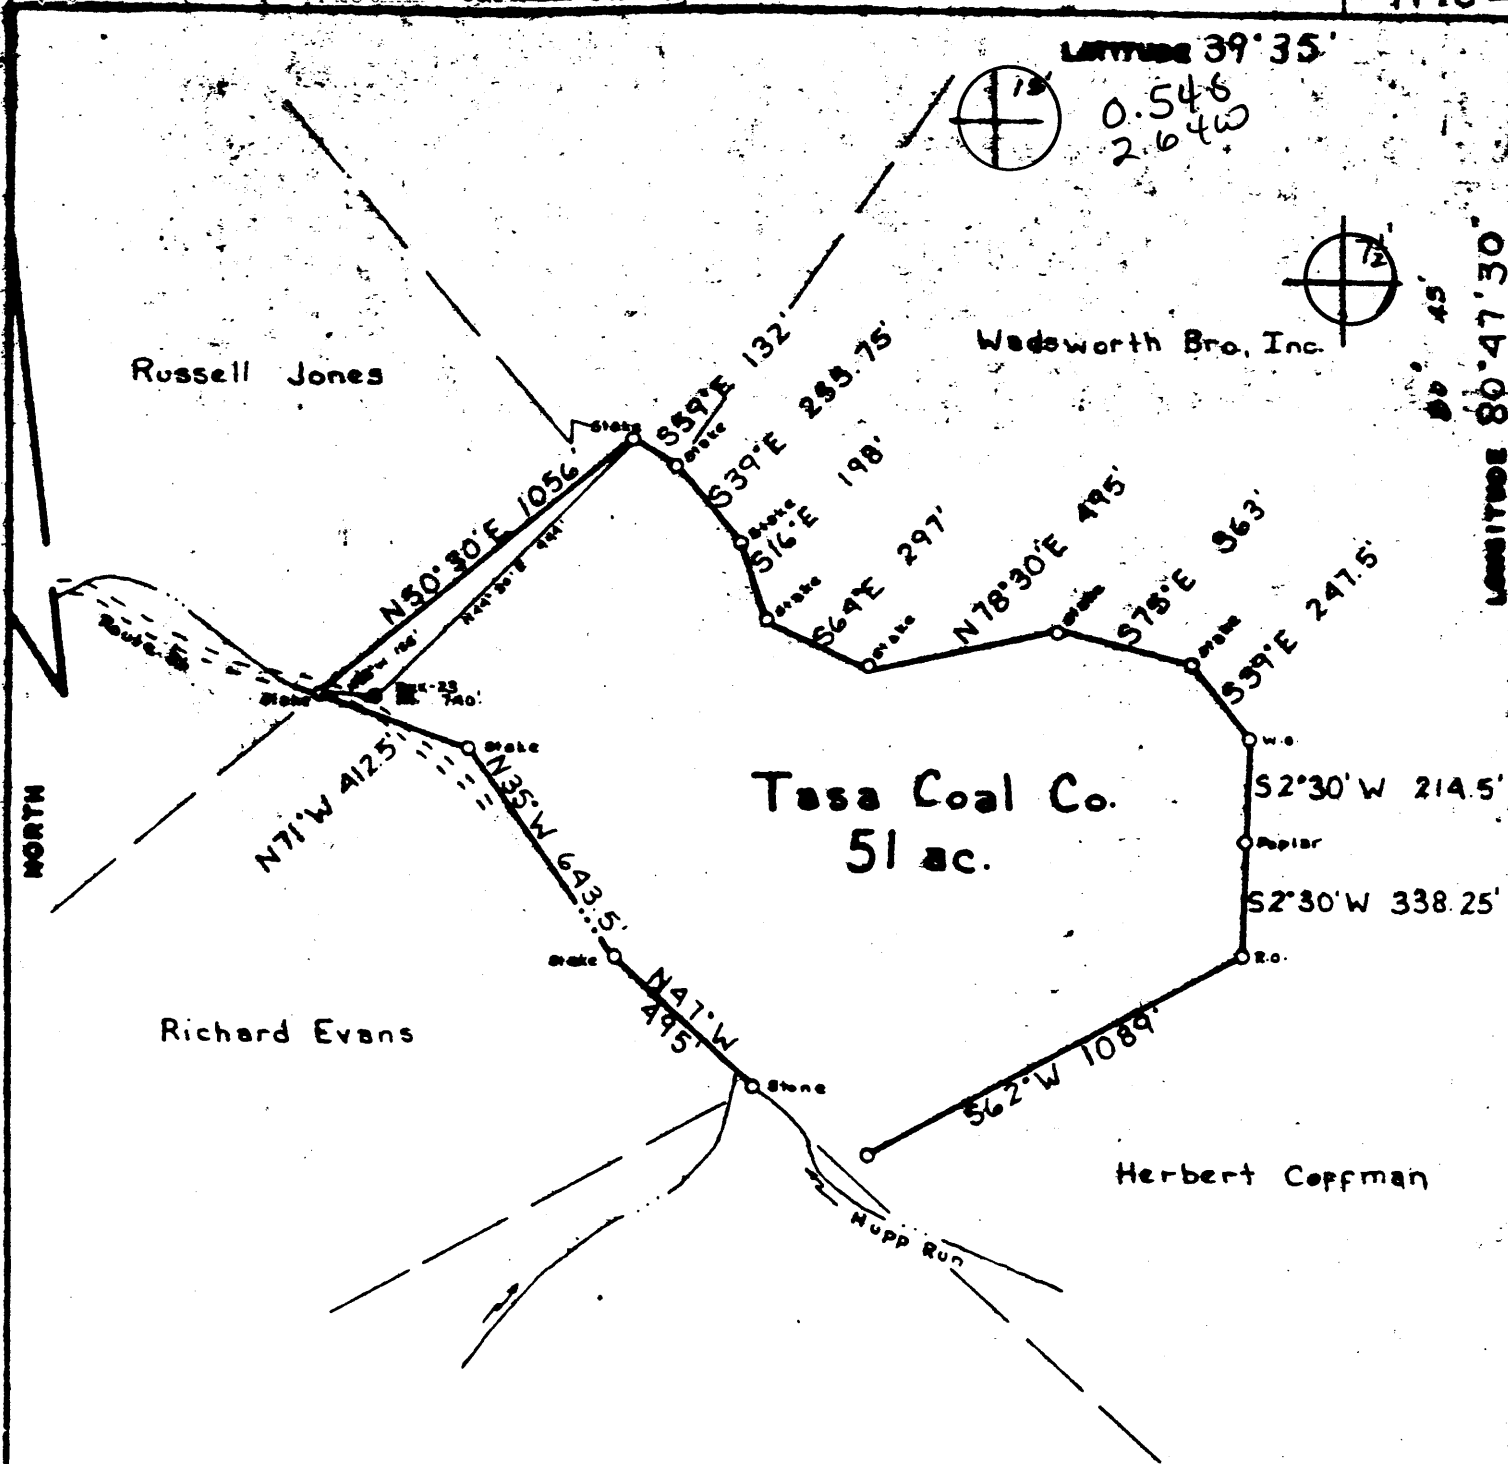 LATITUDE 39°35'
15'
0.548
2.64W
7½'
80° 45'
LONGITUDE 80°47'30"
Russell Jones
Wadsworth Bro, Inc.
Stake
S59°E 132'
Stake
S39°E 255.75'
Stake
S16°E 198'
Stake
S64°E 297'
Stake
N78°30'E 495'
Stake
S75°E 363'
Stake
S39°E 247.5'
W.O.
S2°30'W 214.5'
Poplar
S2°30'W 338.25'
R.O.
S62°W 1089'
N50°30'E 1056'
Stake
N71°W 412.5'
Stake
N35°W 643.5'
Stake
N47°W
495'
Stone
Tasa Coal Co.
51 ac.
NORTH
Richard Evans
Herbert Coffman
Hupp Run